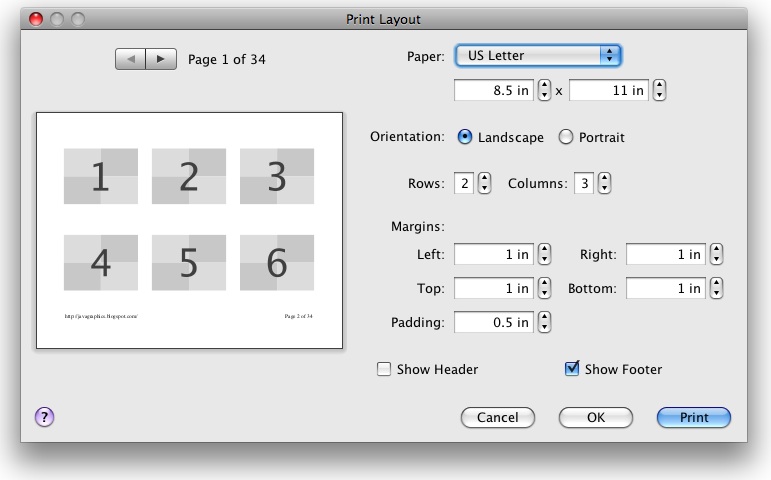 Print Layout
Page 1 of 34
Paper: US Letter
8.5 in x 11 in
Orientation: Landscape Portrait
Rows: 2 Columns: 3
Margins:
Left: 1 in Right: 1 in
Top: 1 in Bottom: 1 in
Padding: 0.5 in
Show Header Show Footer
1 2 3
4 5 6
http://javagraphics.blogspot.com/ Page 2 of 34
? Cancel OK Print